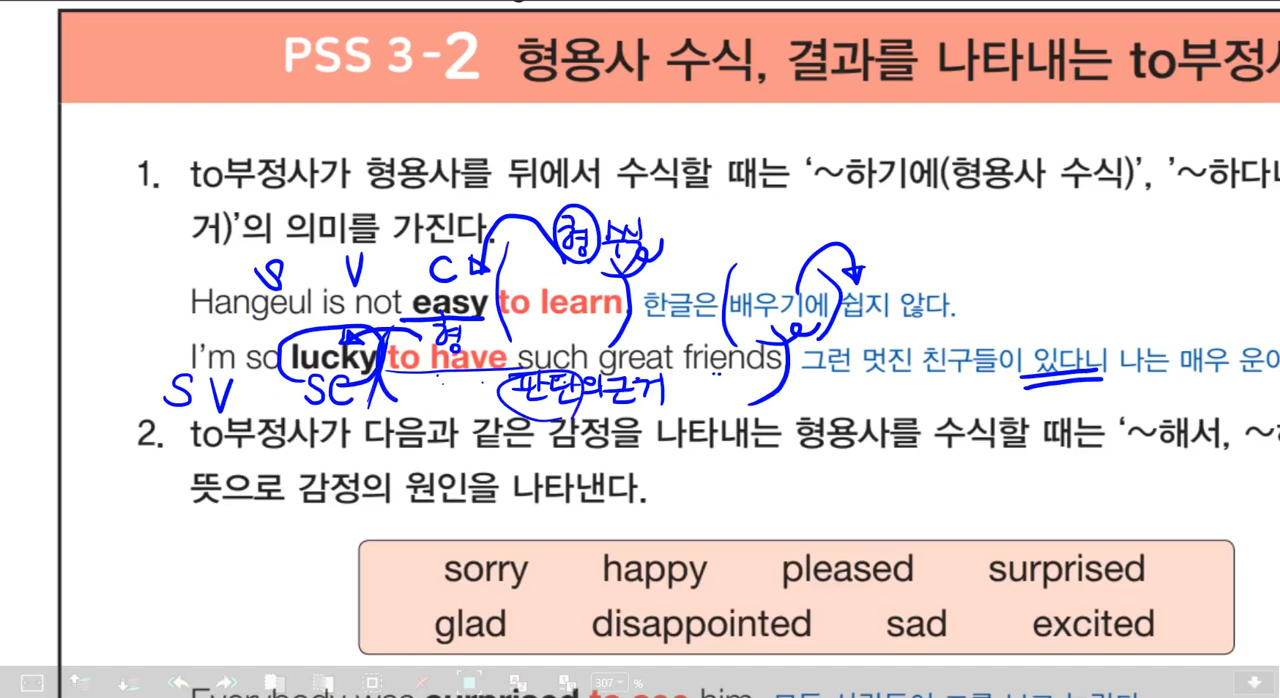 PSS 3-2 형용사 수식, 결과를 나타내는 to부정사
1. to부정사가 형용사를 뒤에서 수식할 때는 ‘~하기에(형용사 수식)’, ‘~하다니
거)’의 의미를 가진다.
형 수식
S V C
Hangeul is not easy to learn. 한글은 배우기에 쉽지 않다.
형
I’m so lucky to have such great friends. 그런 멋진 친구들이 있다니 나는 매우 운이
S V SC 판단의 근거
2. to부정사가 다음과 같은 감정을 나타내는 형용사를 수식할 때는 ‘~해서, ~
뜻으로 감정의 원인을 나타낸다.
sorry happy pleased surprised
glad disappointed sad excited
307 %
Everybody was surprised to see him.